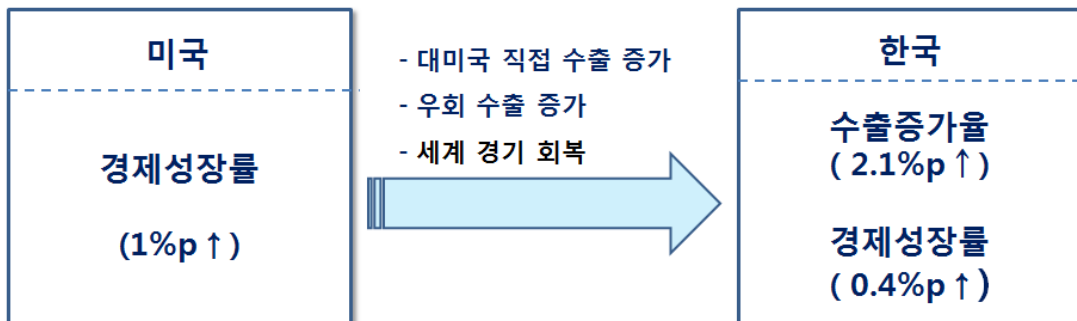 미국
경제성장률
(1%p ↑)
- 대미국 직접 수출 증가
- 우회 수출 증가
- 세계 경기 회복
한국
수출증가율
( 2.1%p ↑)
경제성장률
( 0.4%p ↑)